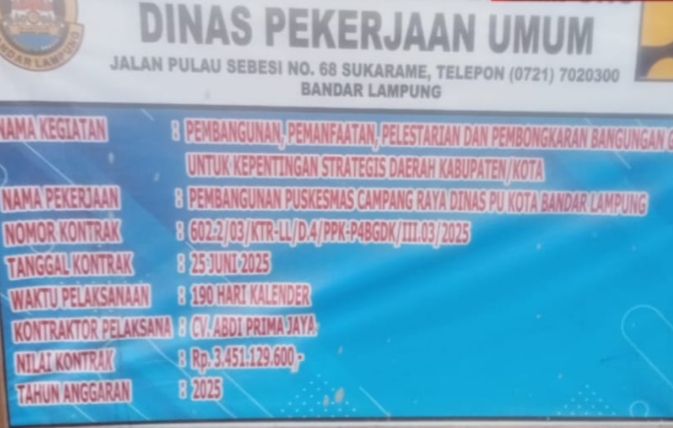 BANDAR LAMPUNG
DINAS PEKERJAAN UMUM
JALAN PULAU SEBESI NO. 68 SUKARAME, TELEPON (0721) 7020300
BANDAR LAMPUNG
NAMA KEGIATAN : PEMBANGUNAN, PEMANFAATAN, PELESTARIAN DAN PEMBONGKARAN BANGUNGAN G
UNTUK KEPENTINGAN STRATEGIS DAERAH KABUPATEN/KOTA
NAMA PEKERJAAN : PEMBANGUNAN PUSKESMAS CAMPANG RAYA DINAS PU KOTA BANDAR LAMPUNG
NOMOR KONTRAK : 602.2/03/KTR-LL/D.4/PPK-P4BGDK/III.03/2025
TANGGAL KONTRAK : 25 JUNI 2025
WAKTU PELAKSANAAN : 190 HARI KALENDER
KONTRAKTOR PELAKSANA : CV. ABDI PRIMA JAYA
NILAI KONTRAK : Rp. 3.451.129.600,-
TAHUN ANGGARAN : 2025